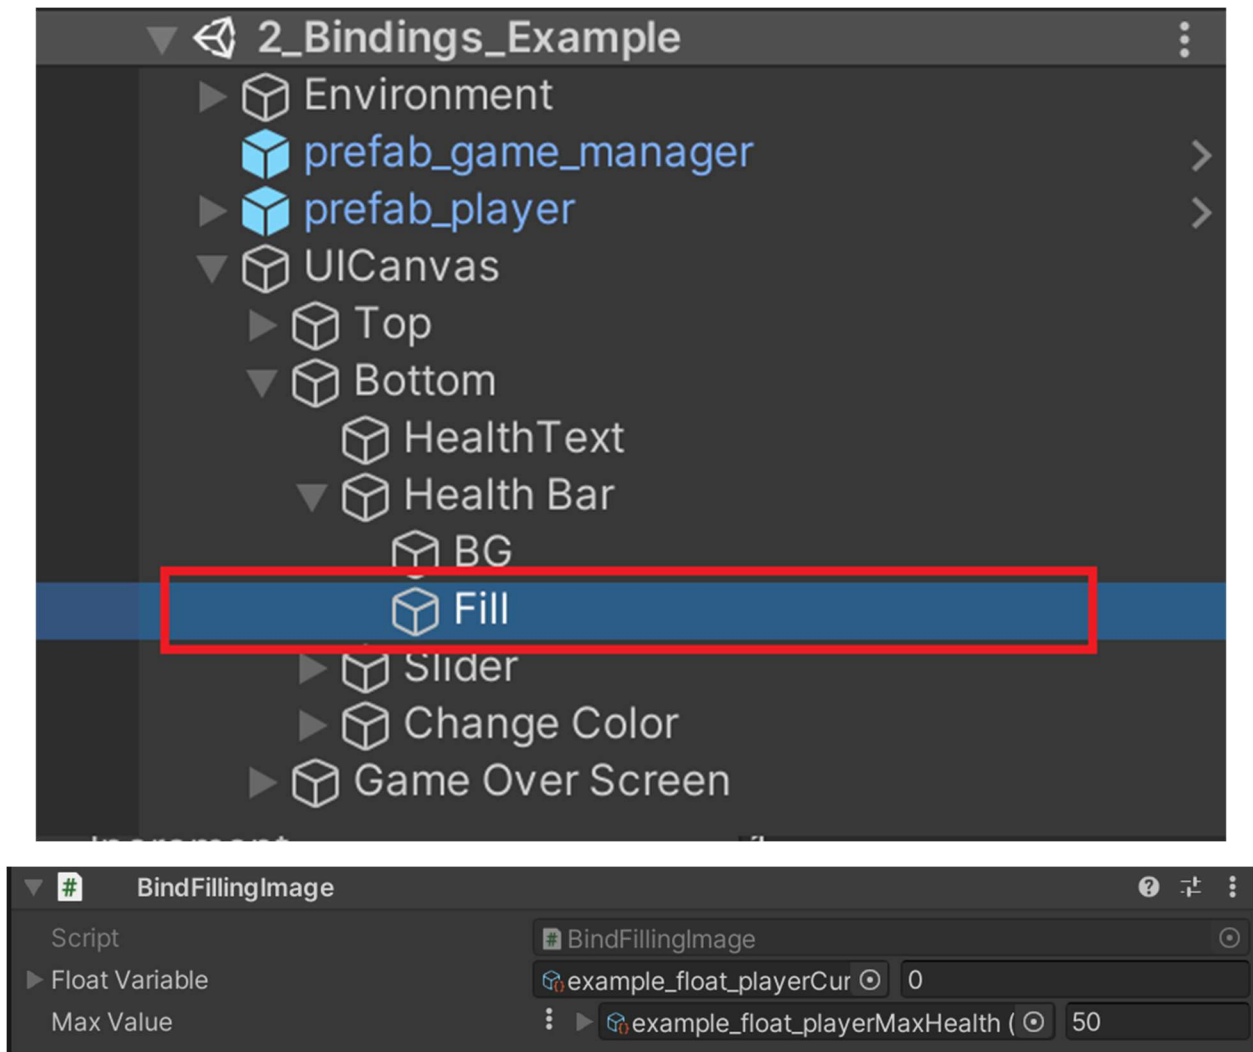 2_Bindings_Example
Environment
prefab_game_manager
prefab_player
UICanvas
Top
Bottom
HealthText
Health Bar
BG
Fill
Slider
Change Color
Game Over Screen
# BindFillingImage
Script # BindFillingImage
Float Variable example_float_playerCur 0
Max Value example_float_playerMaxHealth ( 50